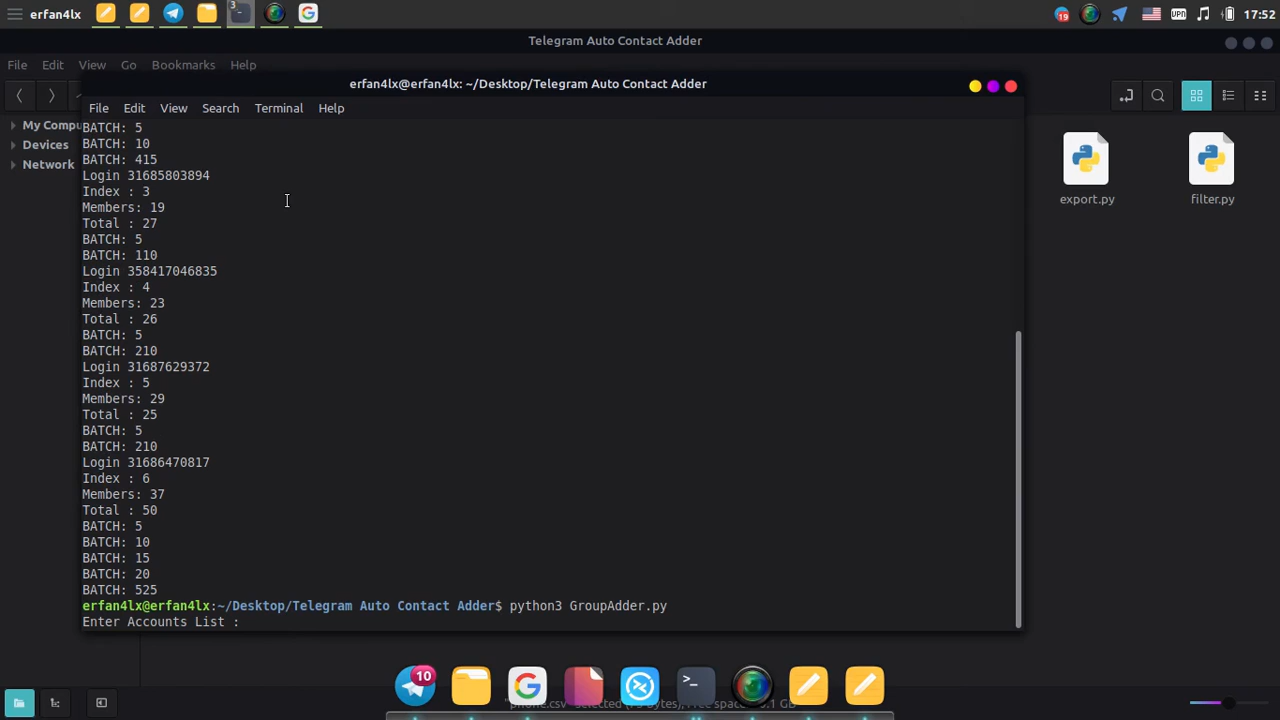 erfan4lx
3
19
VPN
17:52
Telegram Auto Contact Adder
File Edit View Go Bookmarks Help
erfan4lx@erfan4lx: ~/Desktop/Telegram Auto Contact Adder
File Edit View Search Terminal Help
My Compu
Devices
Network
BATCH: 5
BATCH: 10
BATCH: 415
Login 31685803894
Index : 3
Members: 19
Total : 27
BATCH: 5
BATCH: 110
Login 358417046835
Index : 4
Members: 23
Total : 26
BATCH: 5
BATCH: 210
Login 31687629372
Index : 5
Members: 29
Total : 25
BATCH: 5
BATCH: 210
Login 31686470817
Index : 6
Members: 37
Total : 50
BATCH: 5
BATCH: 10
BATCH: 15
BATCH: 20
BATCH: 525
erfan4lx@erfan4lx:~/Desktop/Telegram Auto Contact Adder$ python3 GroupAdder.py
Enter Accounts List :
export.py
filter.py
10